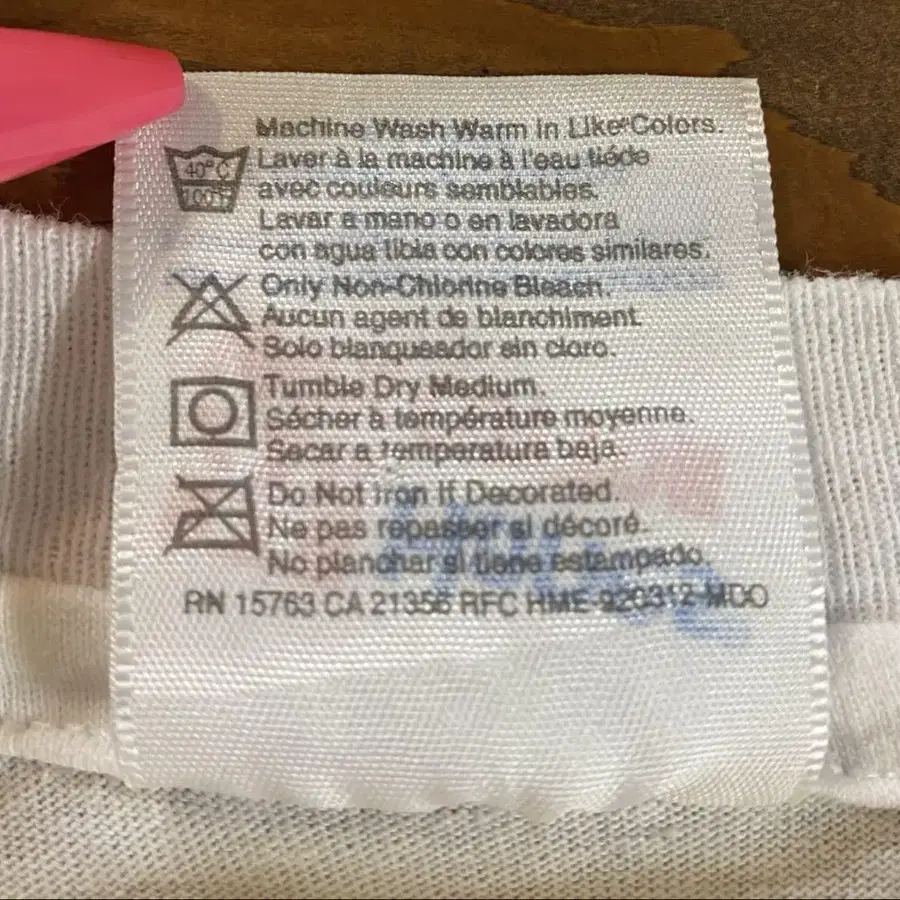 Machine Wash Warm in Like Colors.
40°C
100°F
Laver à la machine à l'eau tiéde
avec couleurs semblables.
Lavar a mano o en lavadora
con agua tibia con colores similares.
Only Non-Chlorine Bleach.
Aucun agent de blanchiment.
Solo blanqueador sin cloro.
Tumble Dry Medium.
Sécher à température moyenne.
Secar a temperatura baja.
Do Not Iron If Decorated.
Ne pas repasser si décoré.
No planchar si tiene estampado.
RN 15763 CA 21356 RFC HME-920312-MDO